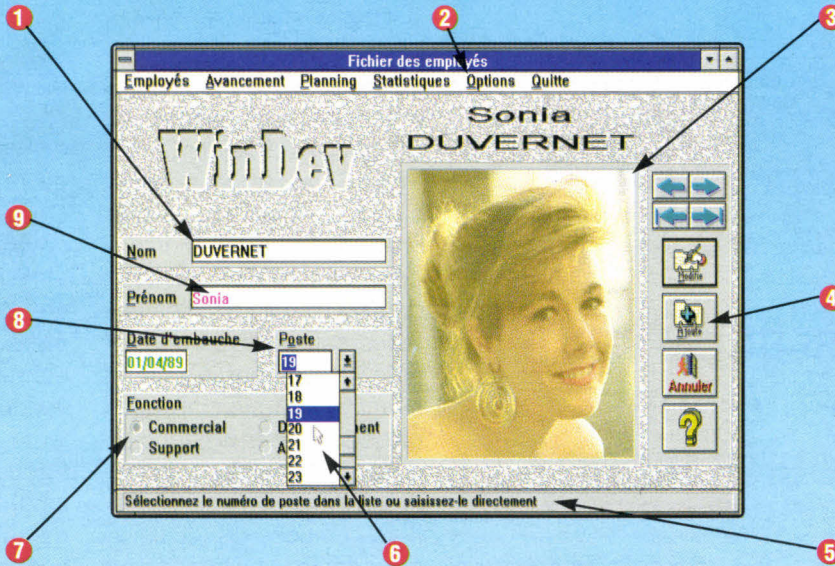 1
2
3
Fichier des employés
Employés Avancement Planning Statistiques Options Quitte
WinDev
Sonia
DUVERNET
9
Nom DUVERNET
Modifie
Prénom Sonia
4
8
Ajoute
Date d'embauche Poste
01/04/89 19
Annuler
17
18
Fonction
19
Commercial
20
Support
21
22
23
Sélectionnez le numéro de poste dans la liste ou saisissez-le directement
7
6
5